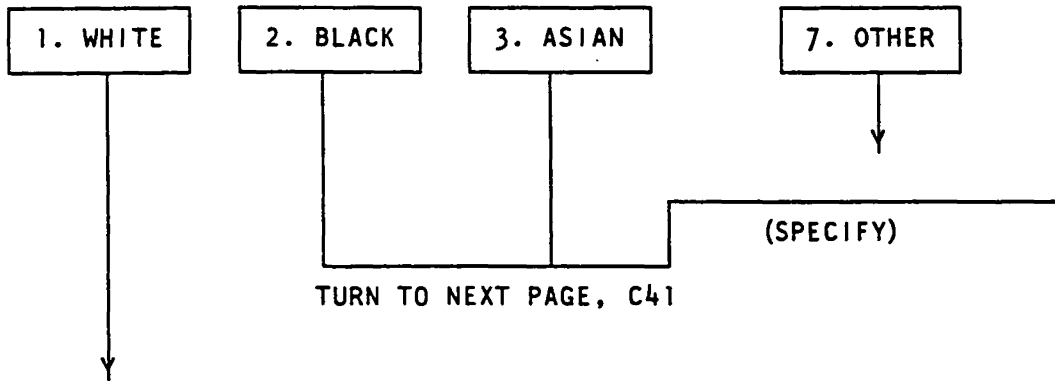 1. WHITE 2. BLACK 3. ASIAN 7. OTHER
(SPECIFY)
TURN TO NEXT PAGE, C41